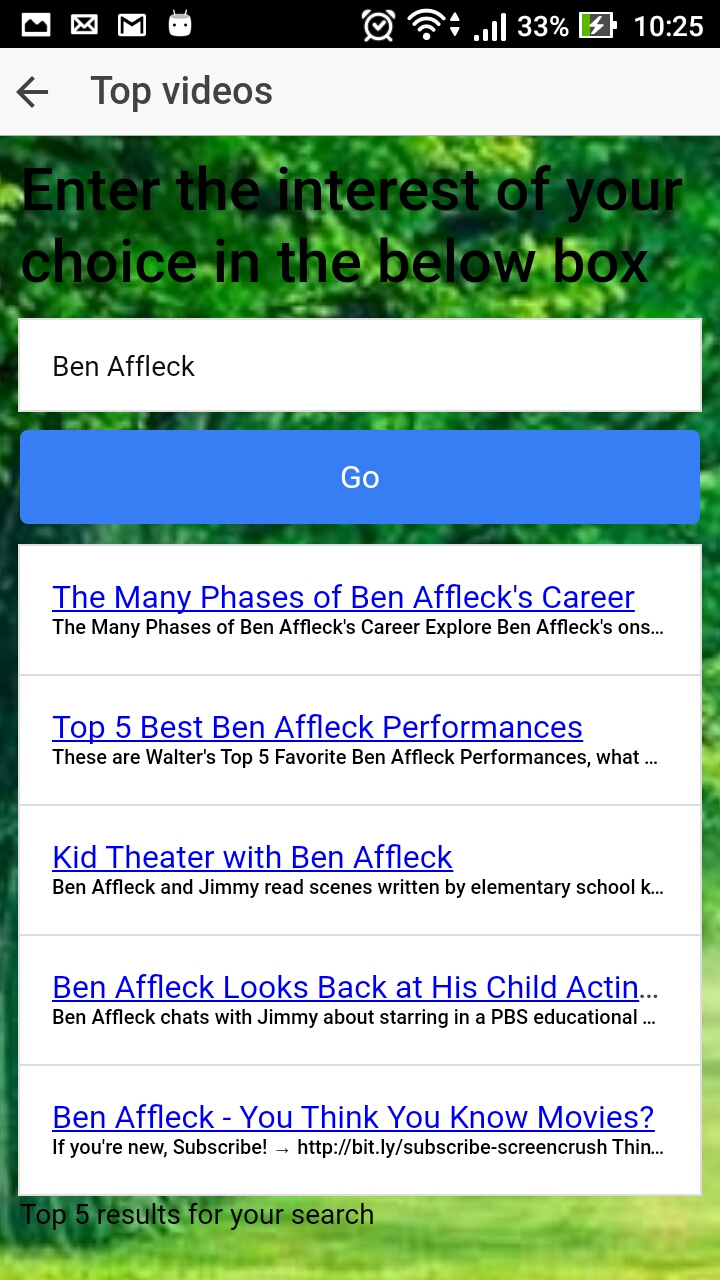 33% 10:25
Top videos
Enter the interest of your
choice in the below box
Ben Affleck
Go
The Many Phases of Ben Affleck's Career
The Many Phases of Ben Affleck's Career Explore Ben Affleck's ons...
Top 5 Best Ben Affleck Performances
These are Walter's Top 5 Favorite Ben Affleck Performances, what ...
Kid Theater with Ben Affleck
Ben Affleck and Jimmy read scenes written by elementary school k...
Ben Affleck Looks Back at His Child Actin...
Ben Affleck chats with Jimmy about starring in a PBS educational ...
Ben Affleck - You Think You Know Movies?
If you're new, Subscribe! → http://bit.ly/subscribe-screencrush Thin...
Top 5 results for your search